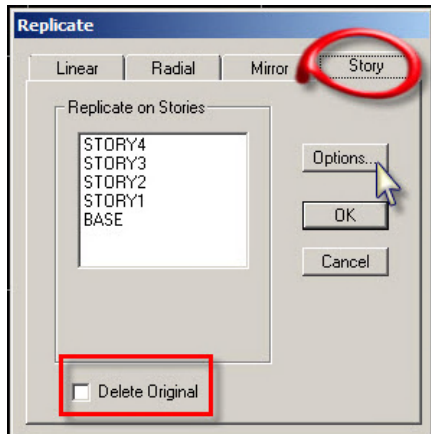 Replicate
Linear Radial Mirror Story
Replicate on Stories
STORY4
STORY3
STORY2
STORY1
BASE
Options...
OK
Cancel
Delete Original